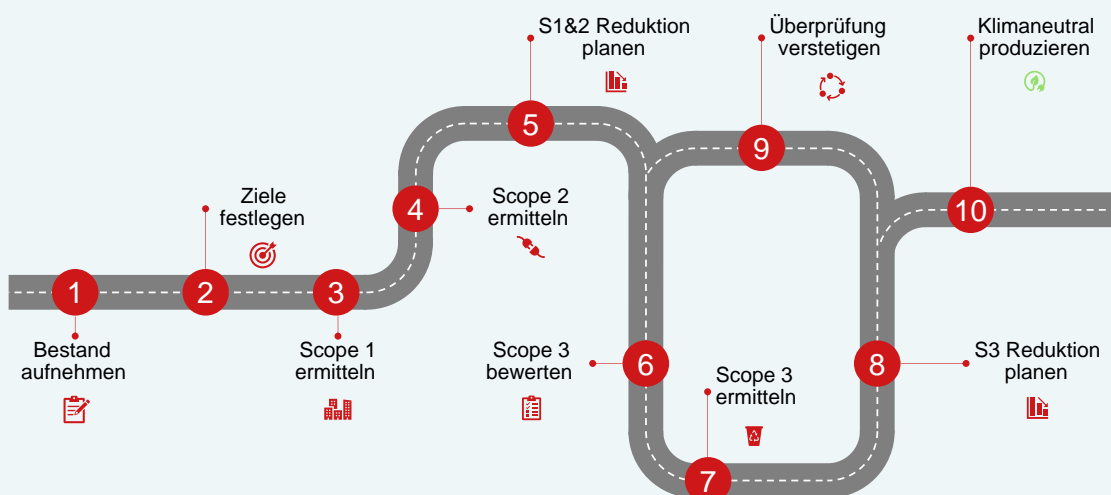 1
Bestand
aufnehmen
2
Ziele
festlegen
3
Scope 1
ermitteln
4
Scope 2
ermitteln
5
S1&2 Reduktion
planen
6
Scope 3
bewerten
7
Scope 3
ermitteln
8
S3 Reduktion
planen
9
Überprüfung
verstetigen
10
Klimaneutral
produzieren